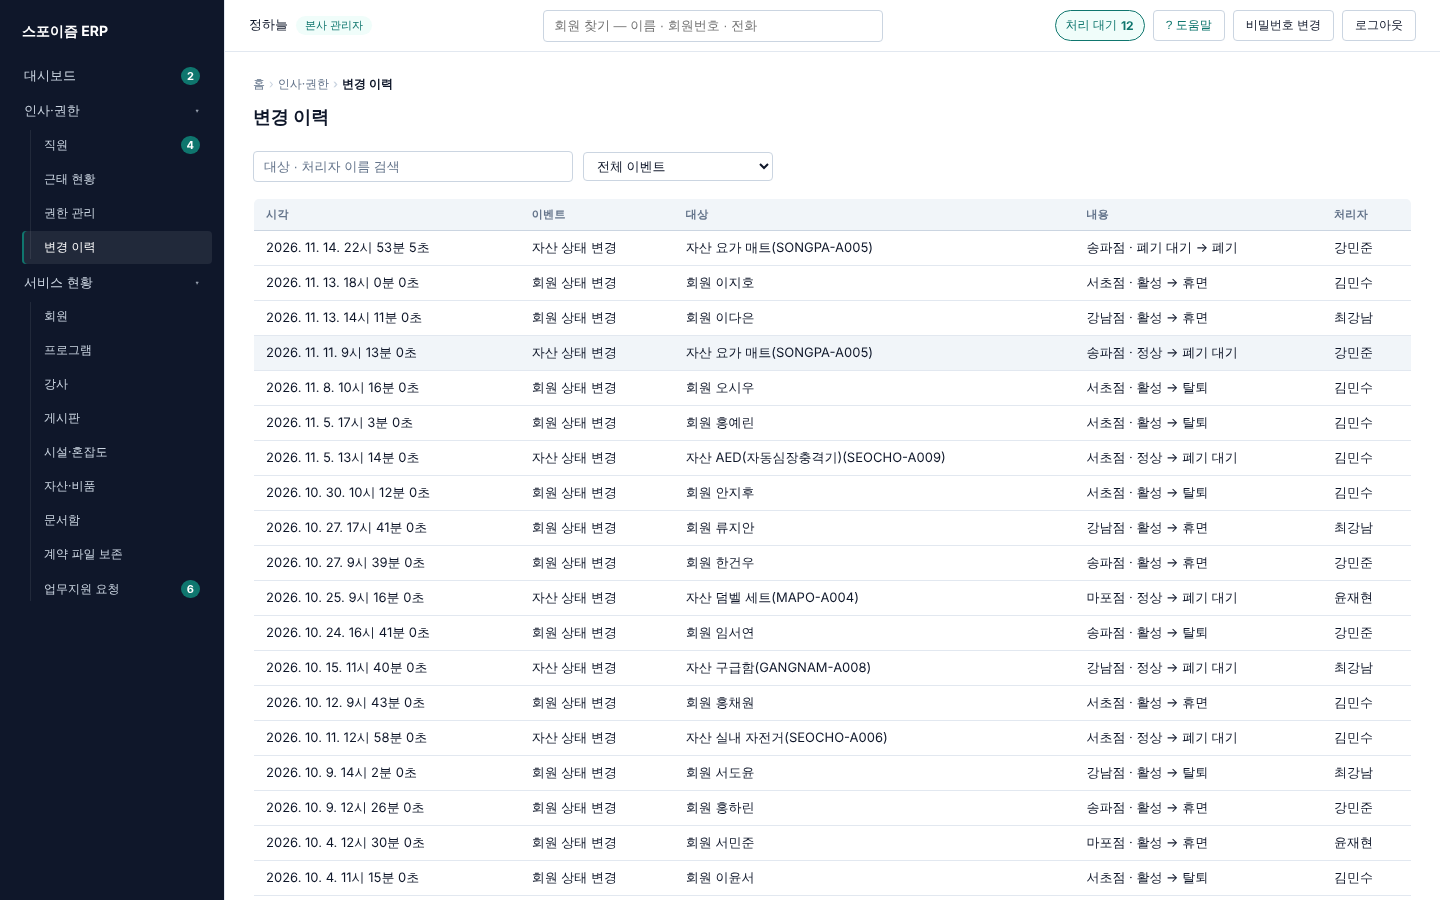 스포이즘 ERP
정하늘 본사 관리자 회원 찾기 — 이름 · 회원번호 · 전화 처리 대기 12 ? 도움말 비밀번호 변경 로그아웃
대시보드 2
인사·권한
직원 4
근태 현황
권한 관리
변경 이력
서비스 현황
회원
프로그램
강사
게시판
시설·혼잡도
자산·비품
문서함
계약 파일 보존
업무지원 요청 6
홈 › 인사·권한 › 변경 이력
변경 이력
대상 · 처리자 이름 검색 전체 이벤트
시각 이벤트 대상 내용 처리자
2026. 11. 14. 22시 53분 5초 자산 상태 변경 자산 요가 매트(SONGPA-A005) 송파점 · 폐기 대기 → 폐기 강민준
2026. 11. 13. 18시 0분 0초 회원 상태 변경 회원 이지호 서초점 · 활성 → 휴면 김민수
2026. 11. 13. 14시 11분 0초 회원 상태 변경 회원 이다은 강남점 · 활성 → 휴면 최강남
2026. 11. 11. 9시 13분 0초 자산 상태 변경 자산 요가 매트(SONGPA-A005) 송파점 · 정상 → 폐기 대기 강민준
2026. 11. 8. 10시 16분 0초 회원 상태 변경 회원 오시우 서초점 · 활성 → 탈퇴 김민수
2026. 11. 5. 17시 3분 0초 회원 상태 변경 회원 홍예린 서초점 · 활성 → 탈퇴 김민수
2026. 11. 5. 13시 14분 0초 자산 상태 변경 자산 AED(자동심장충격기)(SEOCHO-A009) 서초점 · 정상 → 폐기 대기 김민수
2026. 10. 30. 10시 12분 0초 회원 상태 변경 회원 안지후 서초점 · 활성 → 탈퇴 김민수
2026. 10. 27. 17시 41분 0초 회원 상태 변경 회원 류지안 강남점 · 활성 → 휴면 최강남
2026. 10. 27. 9시 39분 0초 회원 상태 변경 회원 한건우 송파점 · 활성 → 휴면 강민준
2026. 10. 25. 9시 16분 0초 자산 상태 변경 자산 덤벨 세트(MAPO-A004) 마포점 · 정상 → 폐기 대기 윤재현
2026. 10. 24. 16시 41분 0초 회원 상태 변경 회원 임서연 송파점 · 활성 → 탈퇴 강민준
2026. 10. 15. 11시 40분 0초 자산 상태 변경 자산 구급함(GANGNAM-A008) 강남점 · 정상 → 폐기 대기 최강남
2026. 10. 12. 9시 43분 0초 회원 상태 변경 회원 홍채원 서초점 · 활성 → 휴면 김민수
2026. 10. 11. 12시 58분 0초 자산 상태 변경 자산 실내 자전거(SEOCHO-A006) 서초점 · 정상 → 폐기 대기 김민수
2026. 10. 9. 14시 2분 0초 회원 상태 변경 회원 서도윤 강남점 · 활성 → 탈퇴 최강남
2026. 10. 9. 12시 26분 0초 회원 상태 변경 회원 홍하린 송파점 · 활성 → 휴면 강민준
2026. 10. 4. 12시 30분 0초 회원 상태 변경 회원 서민준 마포점 · 활성 → 휴면 윤재현
2026. 10. 4. 11시 15분 0초 회원 상태 변경 회원 이윤서 서초점 · 활성 → 탈퇴 김민수